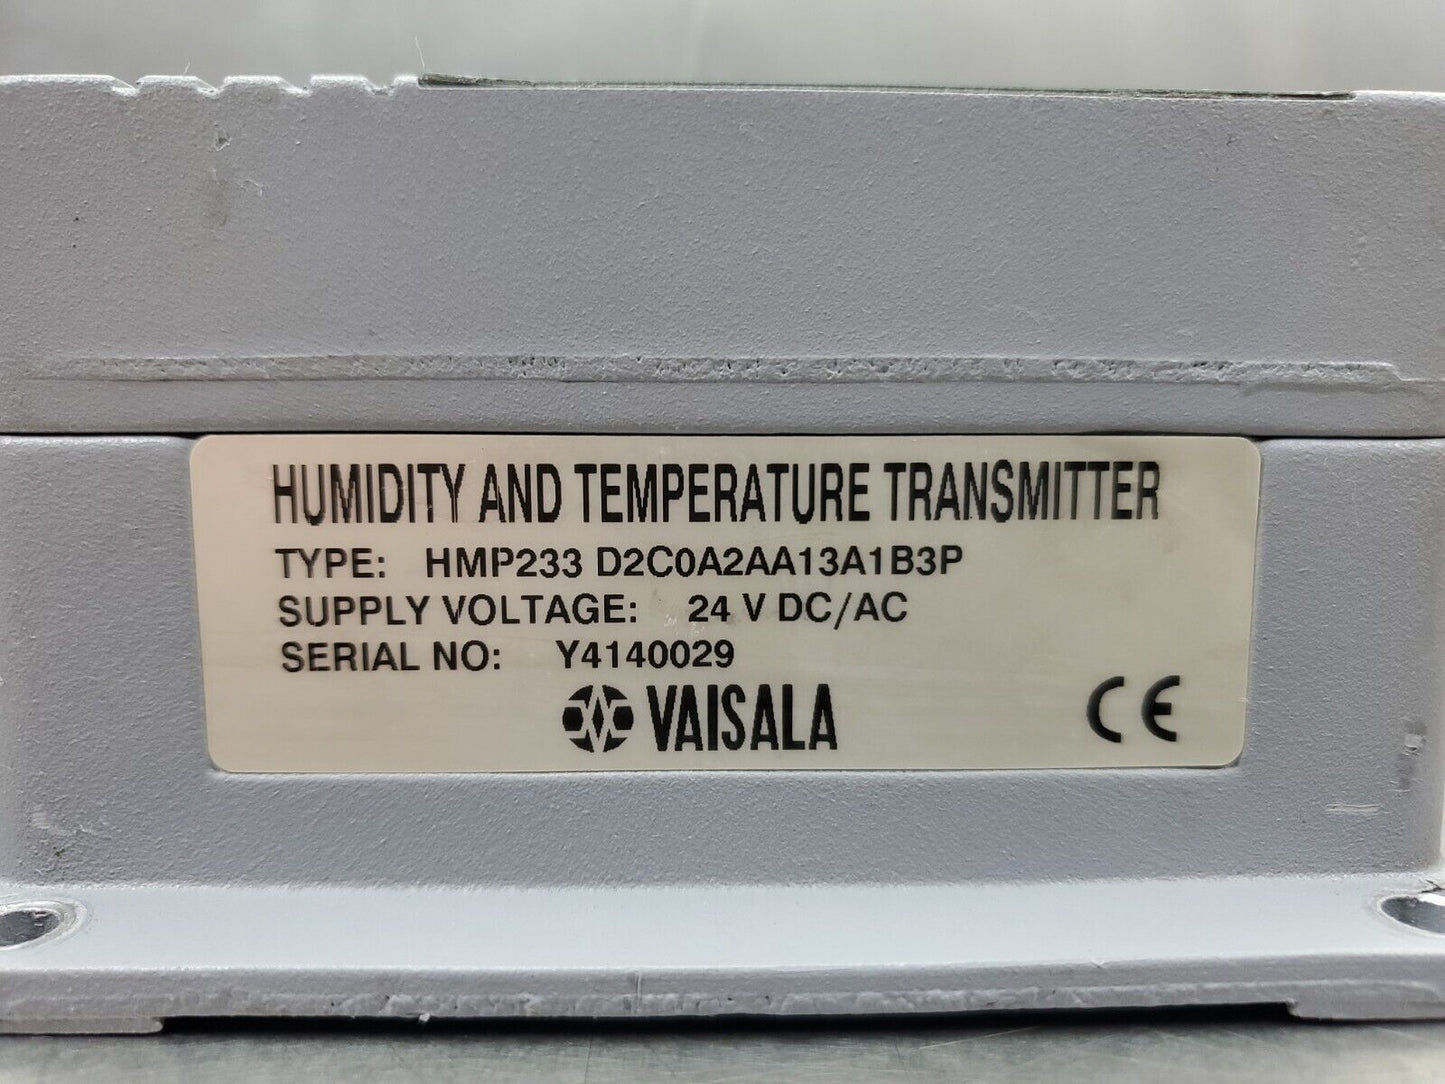 HUMIDITY AND TEMPERATURE TRANSMITTER
TYPE: HMP233 D2C0A2AA13A1B3P
SUPPLY VOLTAGE: 24 V DC/AC
SERIAL NO: Y4140029
VAISALA CE